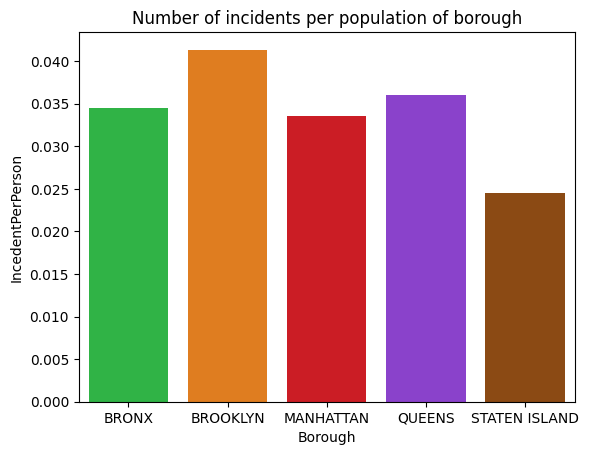 Number of incidents per population of borough
0.040
0.035
0.030
0.025
0.020
0.015
0.010
0.005
0.000
IncedentPerPerson
BRONX BROOKLYN MANHATTAN QUEENS STATEN ISLAND
Borough